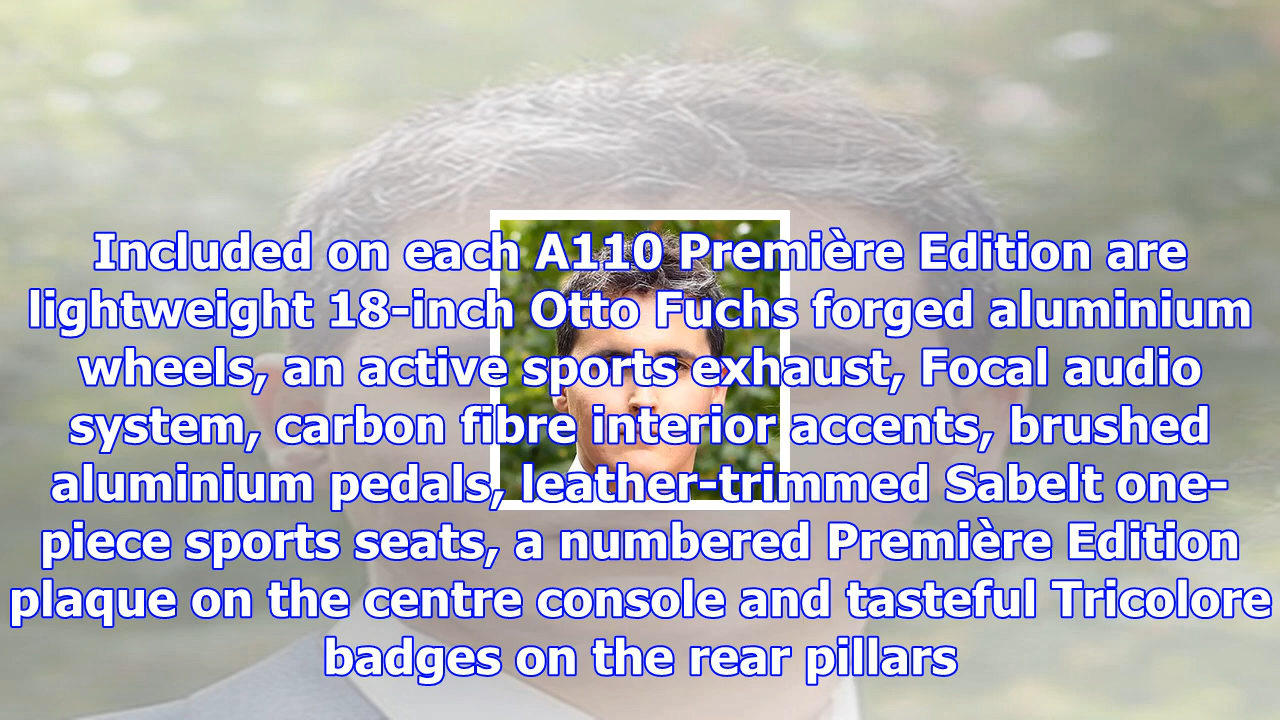 Included on each A110 Première Edition are
lightweight 18-inch Otto Fuchs forged aluminium
wheels, an active sports exhaust, Focal audio
system, carbon fibre interior accents, brushed
aluminium pedals, leather-trimmed Sabelt one-
piece sports seats, a numbered Première Edition
plaque on the centre console and tasteful Tricolore
badges on the rear pillars